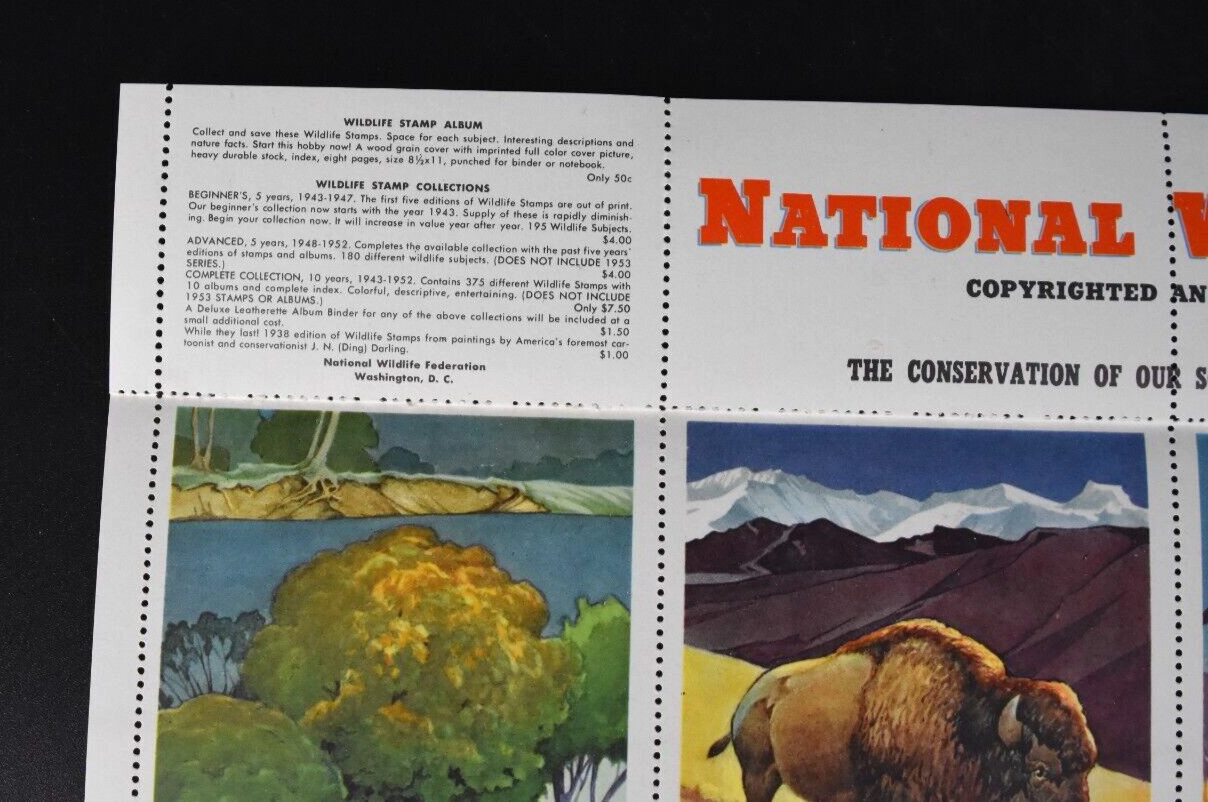 WILDLIFE STAMP ALBUM
Collect and save these Wildlife Stamps. Space for each subject. Interesting descriptions and
nature facts. Start this hobby now! A wood grain cover with imprinted full color cover picture,
heavy durable stock, index, eight pages, size 8½x11, punched for binder or notebook.
Only 50c
WILDLIFE STAMP COLLECTIONS
BEGINNER'S, 5 years, 1943-1947. The first five editions of Wildlife Stamps are out of print.
Our beginner's collection now starts with the year 1943. Supply of these is rapidly diminish-
ing. Begin your collection now. It will increase in value year after year. 195 Wildlife Subjects.
$4.00
ADVANCED, 5 years, 1948-1952. Completes the available collection with the past five years'
editions of stamps and albums. 180 different wildlife subjects. (DOES NOT INCLUDE 1953
SERIES.)
$4.00
COMPLETE COLLECTION, 10 years, 1943-1952. Contains 375 different Wildlife Stamps with
10 albums and complete index. Colorful, descriptive, entertaining. (DOES NOT INCLUDE
1953 STAMPS OR ALBUMS.)
Only $7.50
A Deluxe Leatherette Album Binder for any of the above collections will be included at a
small additional cost.
$1.50
While they last! 1938 edition of Wildlife Stamps from paintings by America's foremost car-
toonist and conservationist J. N. (Ding) Darling.
$1.00
National Wildlife Federation
Washington, D. C.
NATIONAL W
COPYRIGHTED AN
THE CONSERVATION OF OUR S